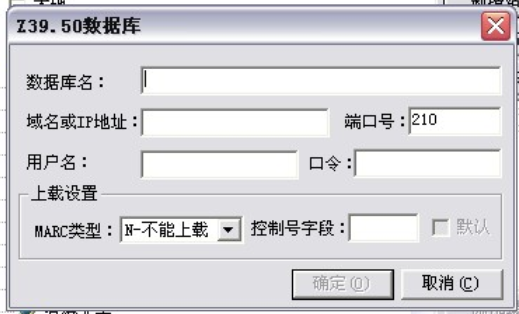 Z39.50数据库
数据库名：
域名或IP地址： 端口号：210
用户名： 口令：
上载设置
MARC类型： N-不能上载 控制号字段： 默认
确定(O) 取消(C)